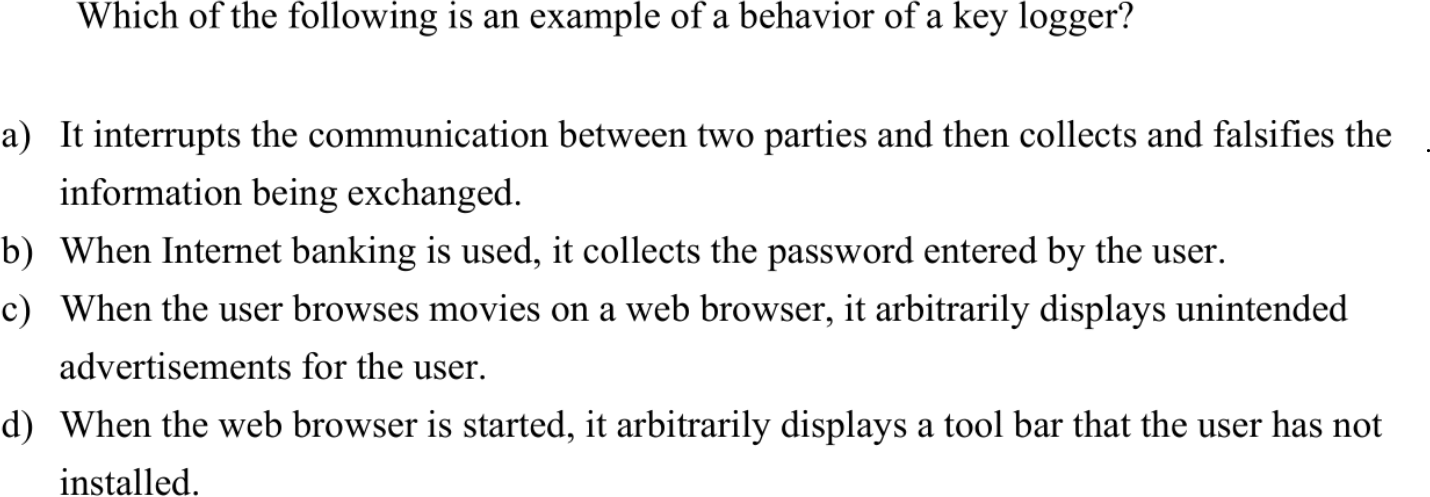 Which of the following is an example of a behavior of a key logger?
a) It interrupts the communication between two parties and then collects and falsifies the
information being exchanged.
b) When Internet banking is used, it collects the password entered by the user.
c) When the user browses movies on a web browser, it arbitrarily displays unintended
advertisements for the user.
d) When the web browser is started, it arbitrarily displays a tool bar that the user has not
installed.